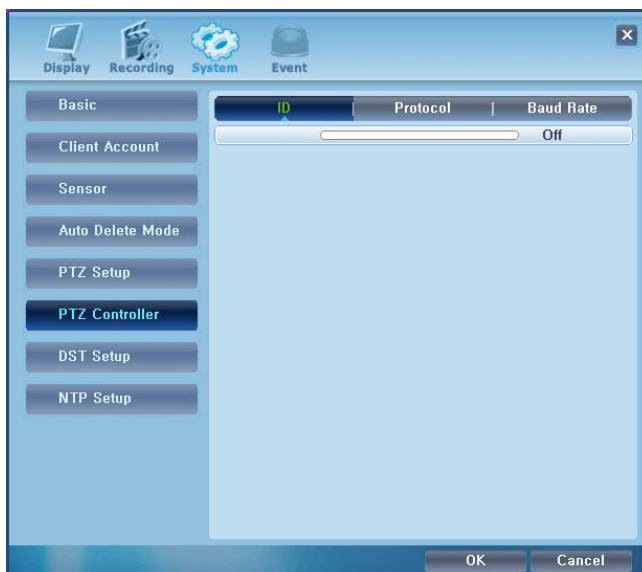 Display Recording System Event
Basic
Client Account
Sensor
Auto Delete Mode
PTZ Setup
PTZ Controller
DST Setup
NTP Setup
ID | Protocol | Baud Rate
Off
OK Cancel